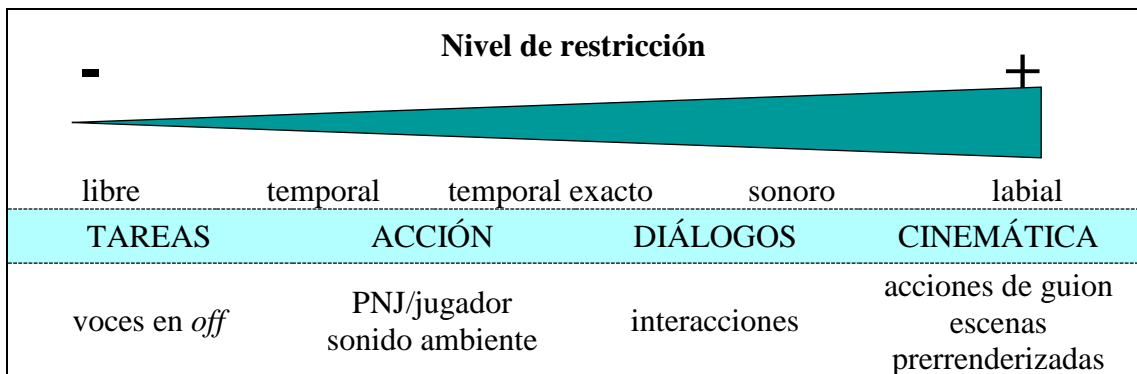 Nivel de restricción
- +
libre temporal temporal exacto sonoro labial
TAREAS ACCIÓN DIÁLOGOS CINEMÁTICA
voces en off
PNJ/jugador
sonido ambiente
interacciones
acciones de guion
escenas
prerrenderizadas